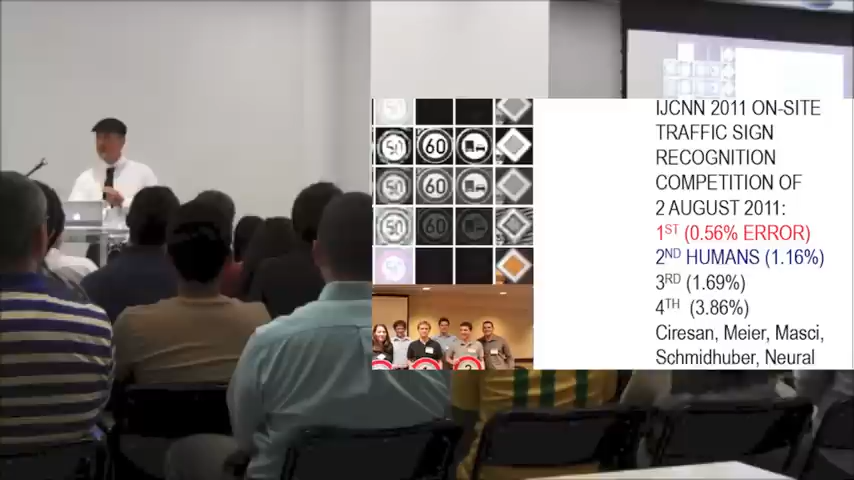 50
50 60
50 60
50 60
IJCNN 2011 ON-SITE
TRAFFIC SIGN
RECOGNITION
COMPETITION OF
2 AUGUST 2011:
1ST (0.56% ERROR)
2ND HUMANS (1.16%)
3RD (1.69%)
4TH (3.86%)
Ciresan, Meier, Masci,
Schmidhuber, Neural